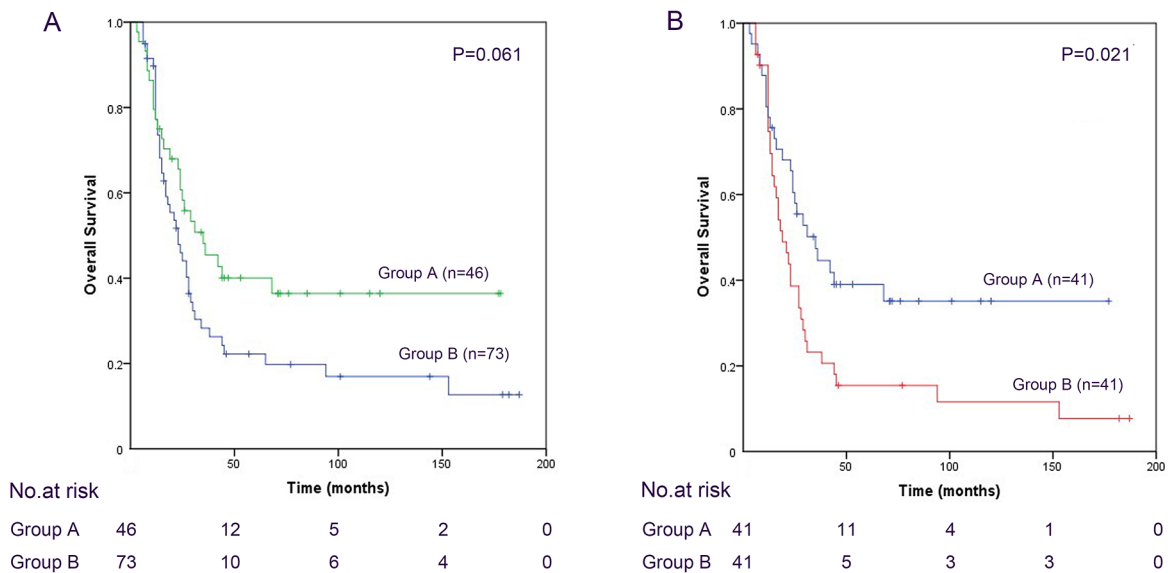 A
1.0
P=0.061
0.8
0.6
Overall Survival
0.4
Group A (n=46)
Group B (n=73)
0.2
0
50
100
150
200
Time (months)
No.at risk
Group A 46 12 5 2 0
Group B 73 10 6 4 0
B
1.0
P=0.021
0.8
0.6
Overall Survival
0.4
Group A (n=41)
Group B (n=41)
0.2
0
50
100
150
200
Time (months)
No.at risk
Group A 41 11 4 1 0
Group B 41 5 3 3 0